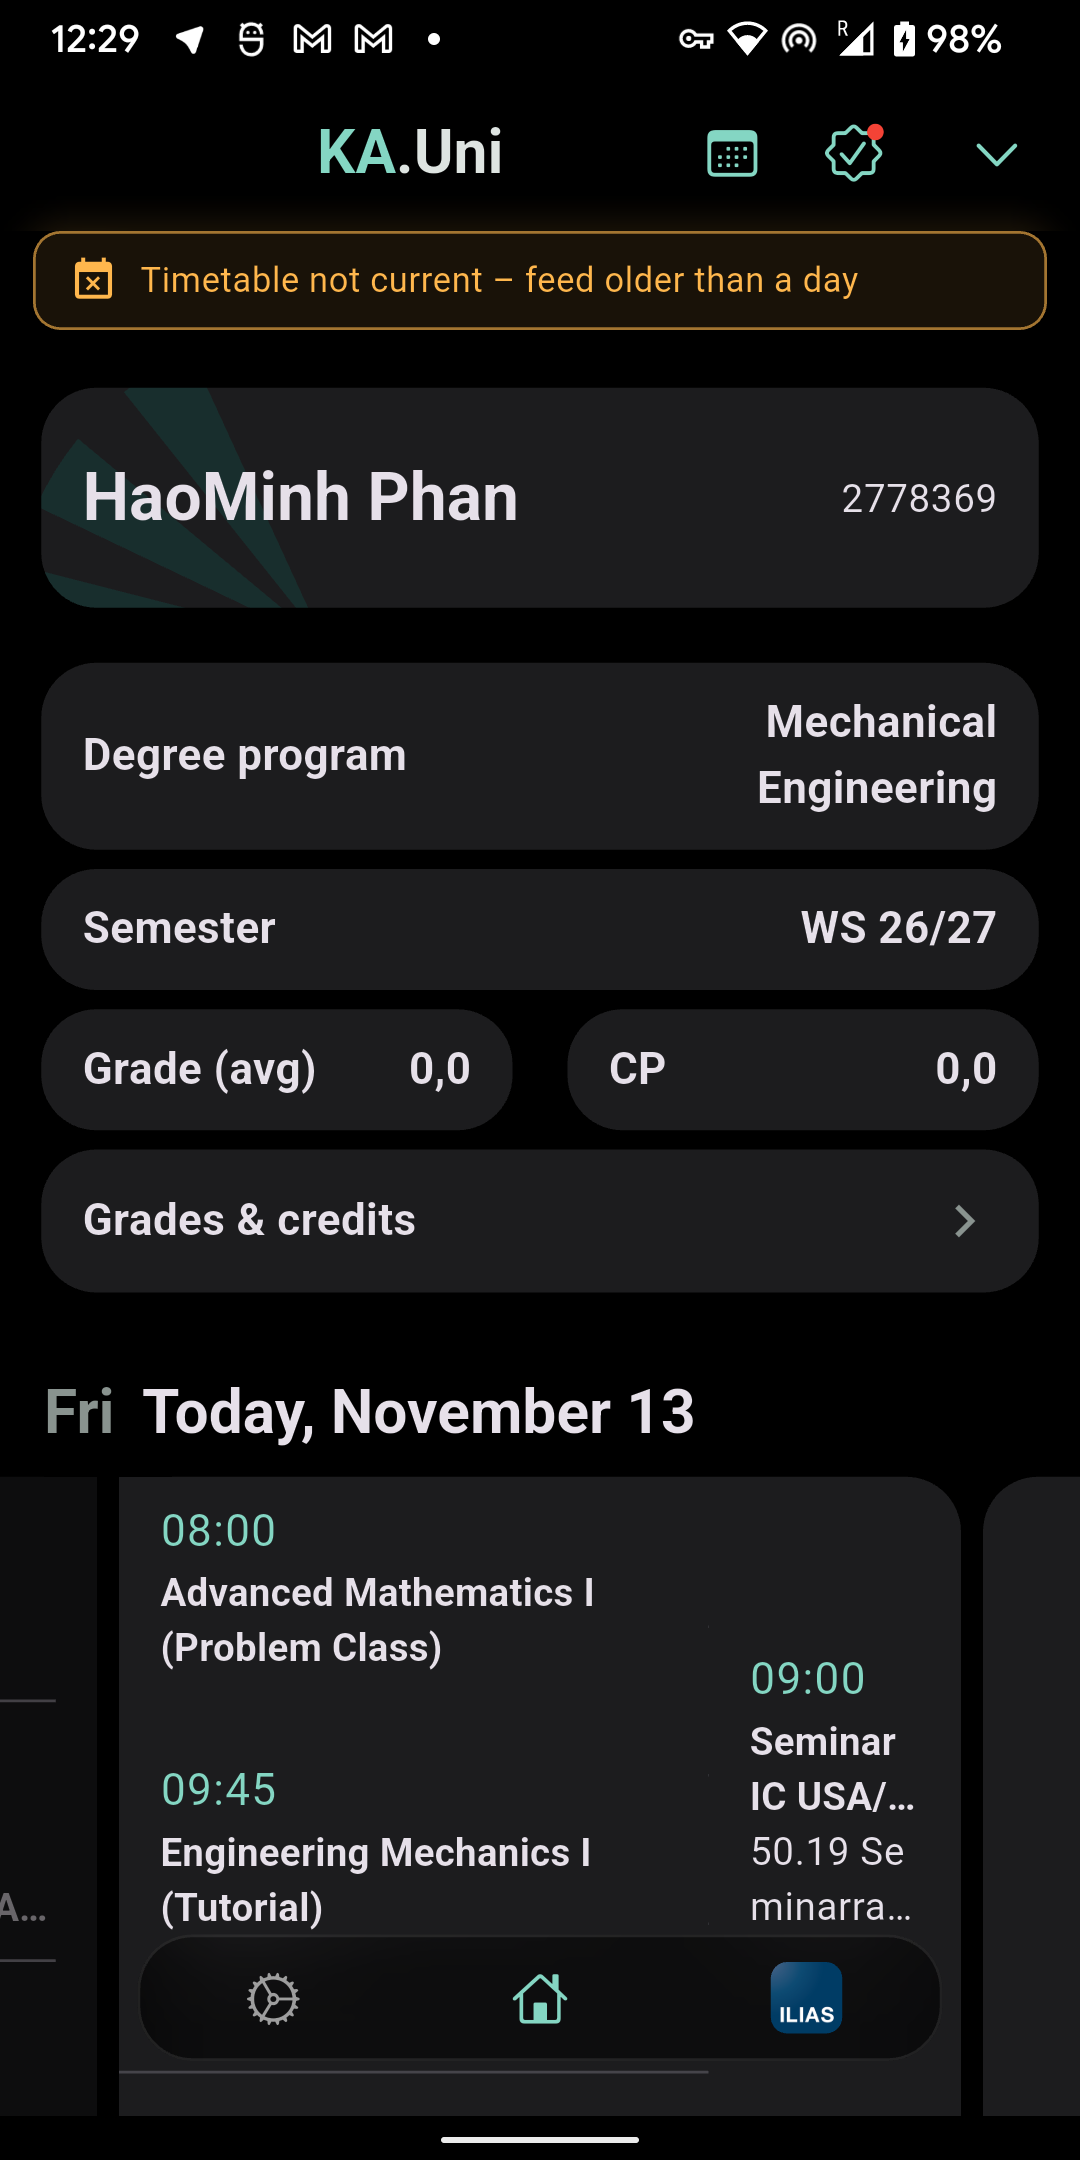 12:29
R
98%
KA.Uni
Timetable not current – feed older than a day
HaoMinh Phan
2778369
Degree program
Mechanical
Engineering
Semester
WS 26/27
Grade (avg)
0,0
CP
0,0
Grades & credits
Fri
Today, November 13
08:00
Advanced Mathematics I
(Problem Class)
09:00
Seminar
IC USA/…
50.19 Se
minarra…
09:45
Engineering Mechanics I
(Tutorial)
A…
ILIAS